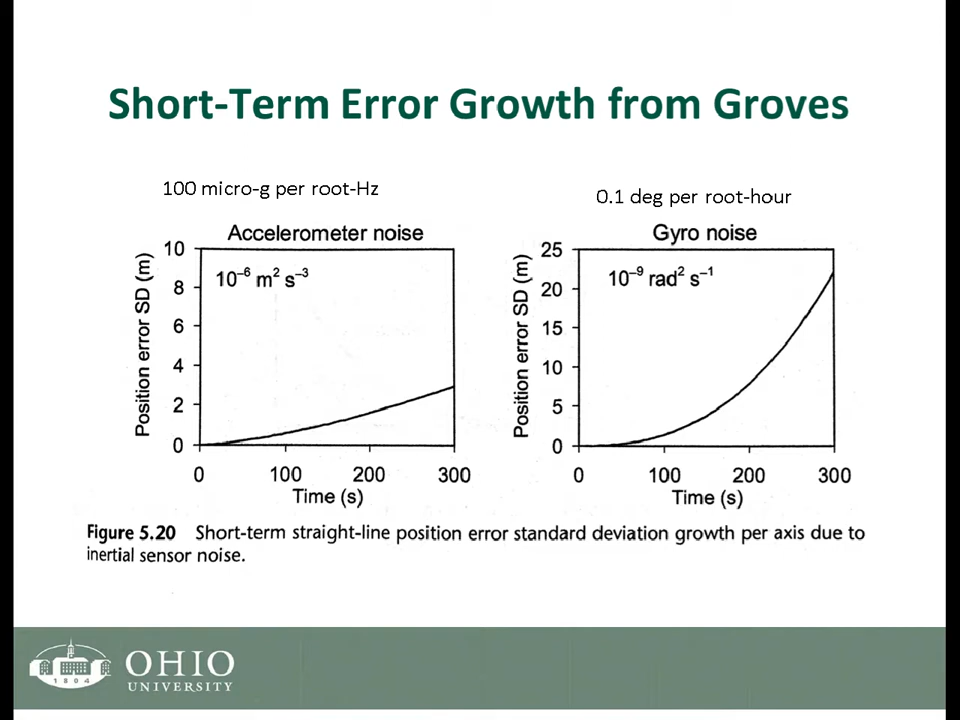 Short-Term Error Growth from Groves
100 micro-g per root-Hz
0.1 deg per root-hour
Accelerometer noise
10
8
6
4
2
0
Position error SD (m)
10⁻⁶ m² s⁻³
0 100 200 300
Time (s)
Gyro noise
25
20
15
10
5
0
Position error SD (m)
10⁻⁹ rad² s⁻¹
0 100 200 300
Time (s)
Figure 5.20 Short-term straight-line position error standard deviation growth per axis due to
inertial sensor noise.
1804
OHIO
UNIVERSITY